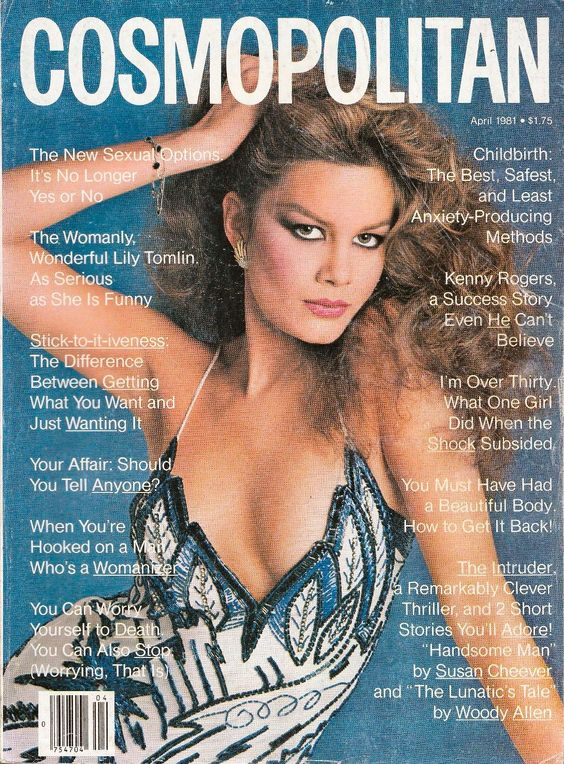 COSMOPOLITAN
April 1981 • $1.75
The New Sexual Options.
It's No Longer
Yes or No
The Womanly,
Wonderful Lily Tomlin.
As Serious
as She Is Funny
Stick-to-it-iveness:
The Difference
Between Getting
What You Want and
Just Wanting It
Your Affair: Should
You Tell Anyone?
When You're
Hooked on a Man
Who's a Womanizer
You Can Worry
Yourself to Death.
You Can Also Stop
(Worrying, That Is)
Childbirth:
The Best, Safest,
and Least
Anxiety-Producing
Methods
Kenny Rogers,
a Success Story
Even He Can't
Believe
I'm Over Thirty.
What One Girl
Did When the
Shock Subsided
You Must Have Had
a Beautiful Body.
How to Get It Back!
The Intruder,
a Remarkably Clever
Thriller, and 2 Short
Stories You'll Adore!
"Handsome Man"
by Susan Cheever
and "The Lunatic's Tale"
by Woody Allen
04
0
754704